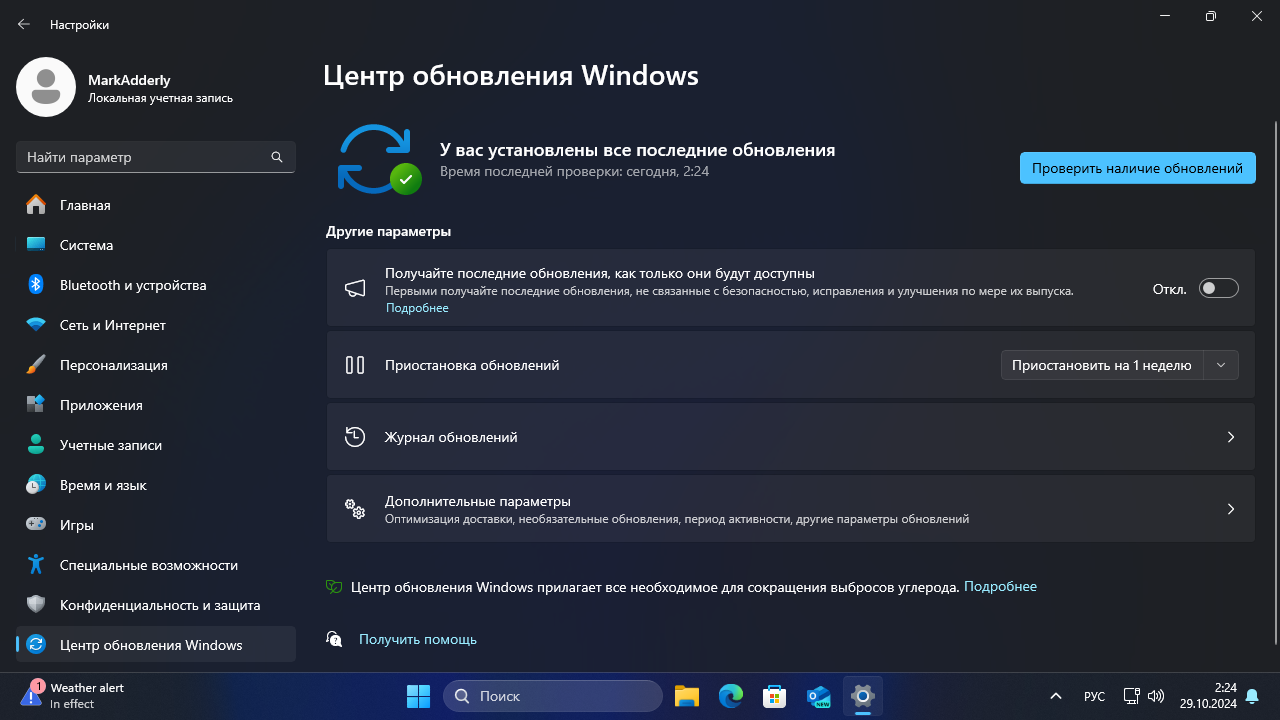 Настройки
MarkAdderly
Локальная учетная запись
Найти параметр
Главная
Система
Bluetooth и устройства
Сеть и Интернет
Персонализация
Приложения
Учетные записи
Время и язык
Игры
Специальные возможности
Конфиденциальность и защита
Центр обновления Windows
Центр обновления Windows
У вас установлены все последние обновления
Время последней проверки: сегодня, 2:24
Проверить наличие обновлений
Другие параметры
Получайте последние обновления, как только они будут доступны
Первыми получайте последние обновления, не связанные с безопасностью, исправления и улучшения по мере их выпуска.
Подробнее
Откл.
Приостановка обновлений
Приостановить на 1 неделю
Журнал обновлений
Дополнительные параметры
Оптимизация доставки, необязательные обновления, период активности, другие параметры обновлений
Центр обновления Windows прилагает все необходимое для сокращения выбросов углерода. Подробнее
Получить помощь
1
Weather alert
In effect
Поиск
NEW
РУС
2:24
29.10.2024